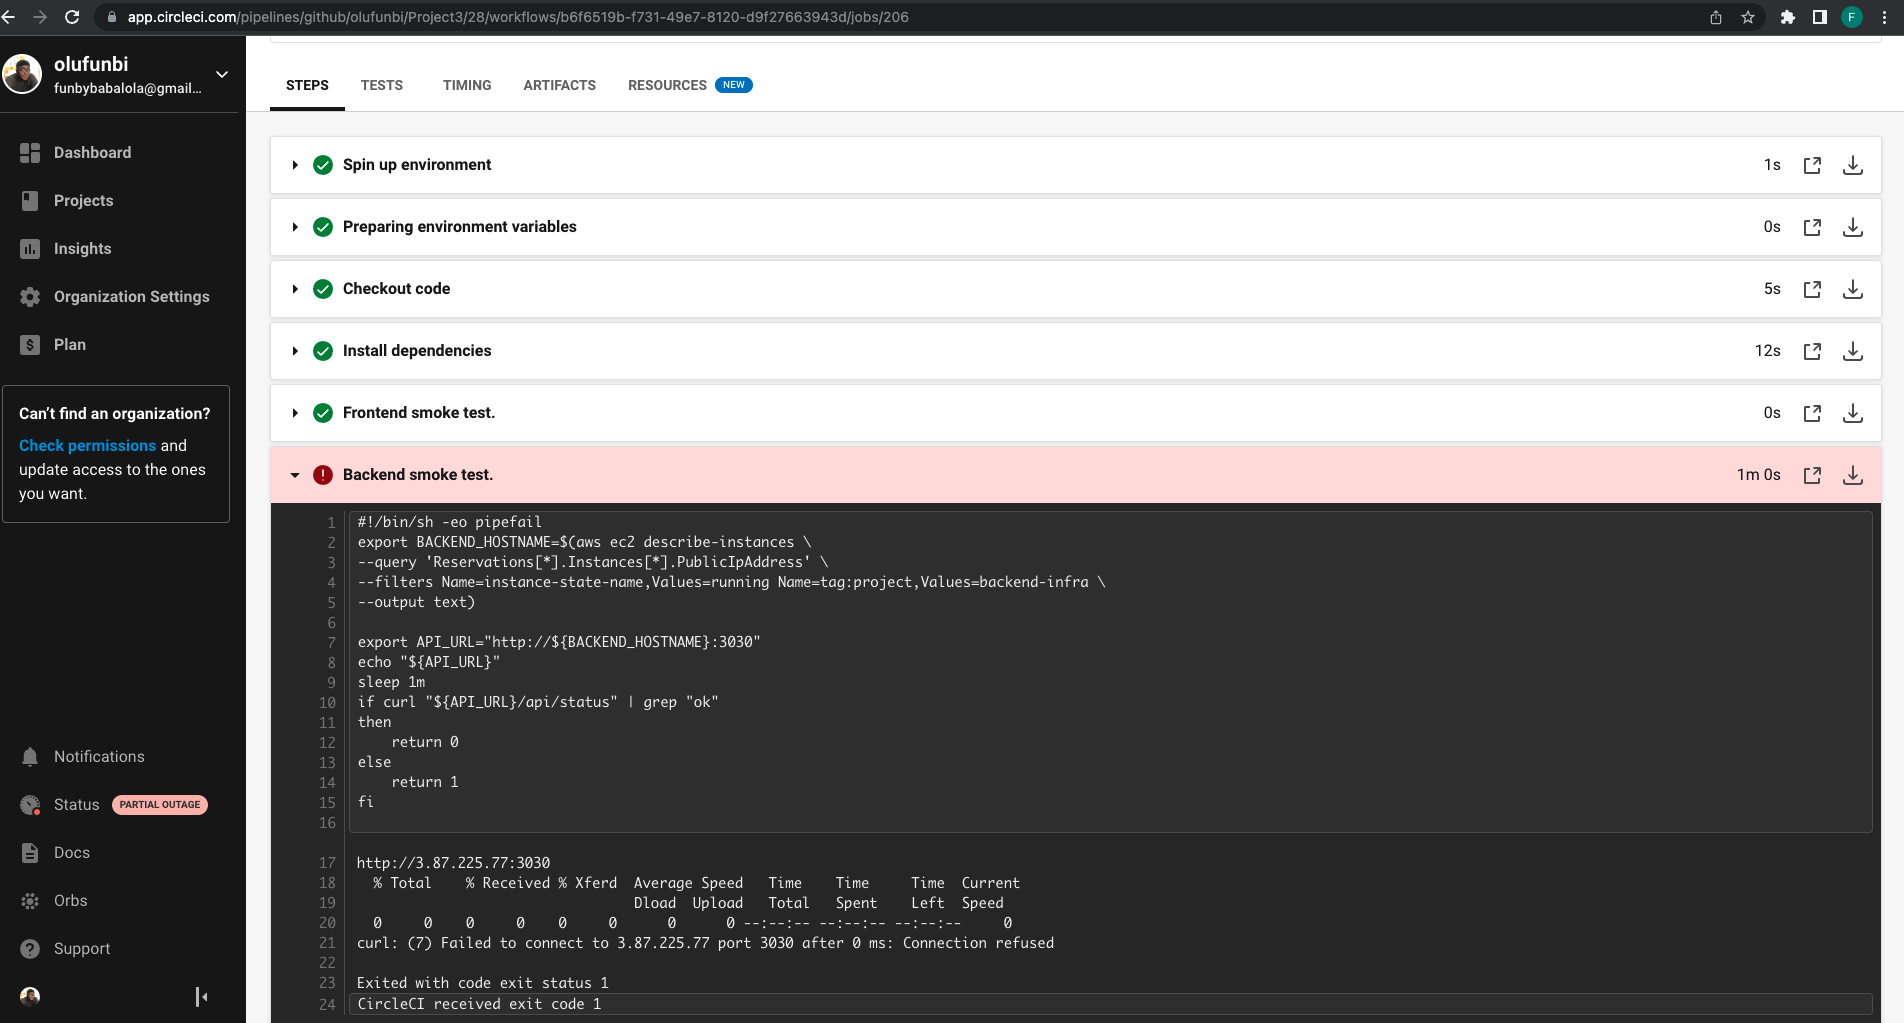 app.circleci.com/pipelines/github/olufunbi/Project3/28/workflows/b6f6519b-f731-49e7-8120-d9f27663943d/jobs/206
F
olufunbi
funbybabalola@gmail...
Dashboard
Projects
Insights
Organization Settings
$ Plan
Can't find an organization?
Check permissions and
update access to the ones
you want.
Notifications
Status PARTIAL OUTAGE
Docs
Orbs
? Support
STEPS TESTS TIMING ARTIFACTS RESOURCES NEW
Spin up environment 1s
Preparing environment variables 0s
Checkout code 5s
Install dependencies 12s
Frontend smoke test. 0s
! Backend smoke test. 1m 0s
1 #!/bin/sh -eo pipefail
2 export BACKEND_HOSTNAME=$(aws ec2 describe-instances \
3 --query 'Reservations[*].Instances[*].PublicIpAddress' \
4 --filters Name=instance-state-name,Values=running Name=tag:project,Values=backend-infra \
5 --output text)
6
7 export API_URL="http://${BACKEND_HOSTNAME}:3030"
8 echo "${API_URL}"
9 sleep 1m
10 if curl "${API_URL}/api/status" | grep "ok"
11 then
12 return 0
13 else
14 return 1
15 fi
16
17 http://3.87.225.77:3030
18 % Total % Received % Xferd Average Speed Time Time Time Current
19 Dload Upload Total Spent Left Speed
20 0 0 0 0 0 0 0 0 --:--:-- --:--:-- --:--:-- 0
21 curl: (7) Failed to connect to 3.87.225.77 port 3030 after 0 ms: Connection refused
22
23 Exited with code exit status 1
24 CircleCI received exit code 1